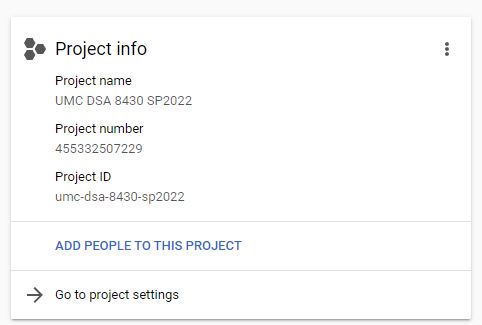 Project info
Project name
UMC DSA 8430 SP2022
Project number
455332507229
Project ID
umc-dsa-8430-sp2022
ADD PEOPLE TO THIS PROJECT
Go to project settings